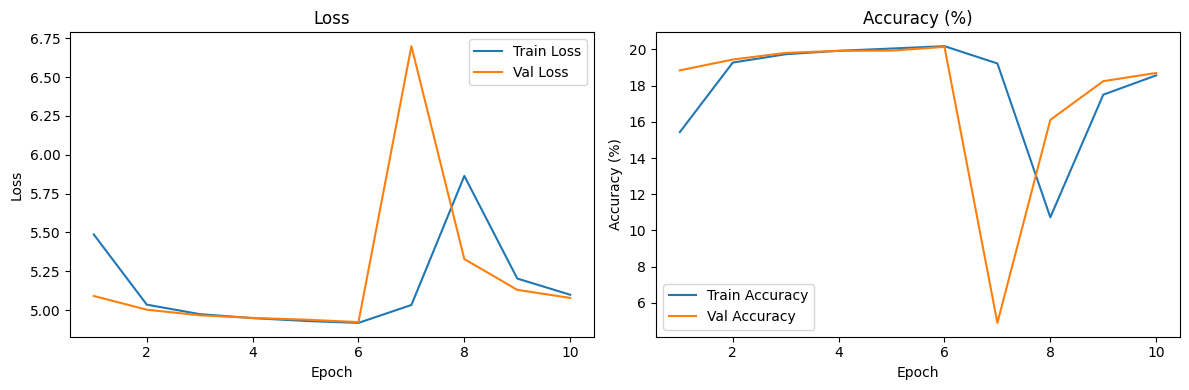 Loss
Train Loss
Val Loss
6.75
6.50
6.25
6.00
5.75
5.50
5.25
5.00
Loss
2
4
6
8
10
Epoch
Accuracy (%)
Train Accuracy
Val Accuracy
20
18
16
14
12
10
8
6
Accuracy (%)
2
4
6
8
10
Epoch